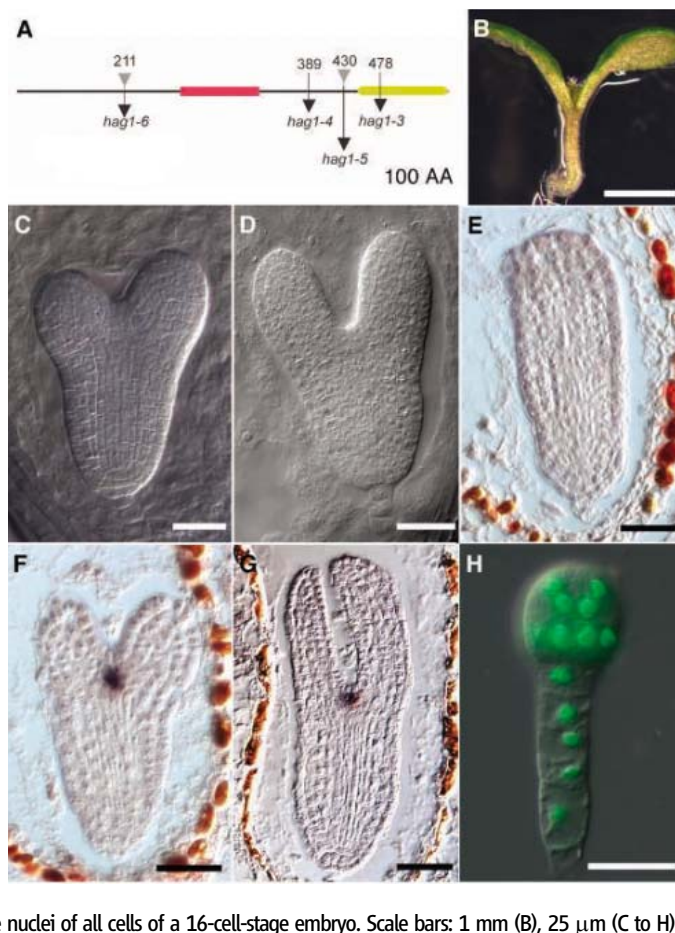 A
211
389
430
478
hag1-6
hag1-4
hag1-3
hag1-5
100 AA
B
C
D
E
F
G
H
e nuclei of all cells of a 16-cell-stage embryo. Scale bars: 1 mm (B), 25 μm (C to H)